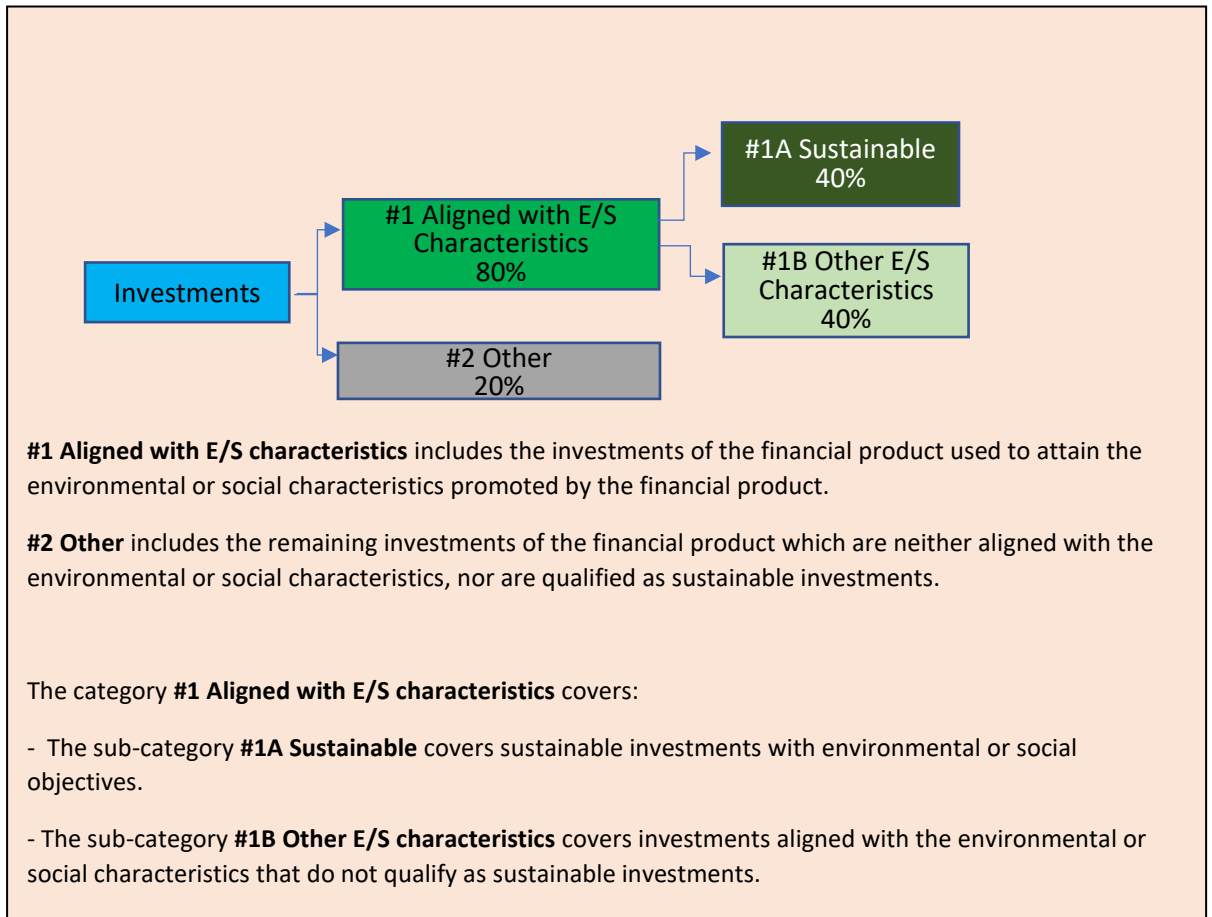 #1A Sustainable
40%
#1 Aligned with E/S
Characteristics
80%
#1B Other E/S
Characteristics
40%
Investments
#2 Other
20%
#1 Aligned with E/S characteristics includes the investments of the financial product used to attain the
environmental or social characteristics promoted by the financial product.
#2 Other includes the remaining investments of the financial product which are neither aligned with the
environmental or social characteristics, nor are qualified as sustainable investments.
The category #1 Aligned with E/S characteristics covers:
- The sub-category #1A Sustainable covers sustainable investments with environmental or social
objectives.
- The sub-category #1B Other E/S characteristics covers investments aligned with the environmental or
social characteristics that do not qualify as sustainable investments.